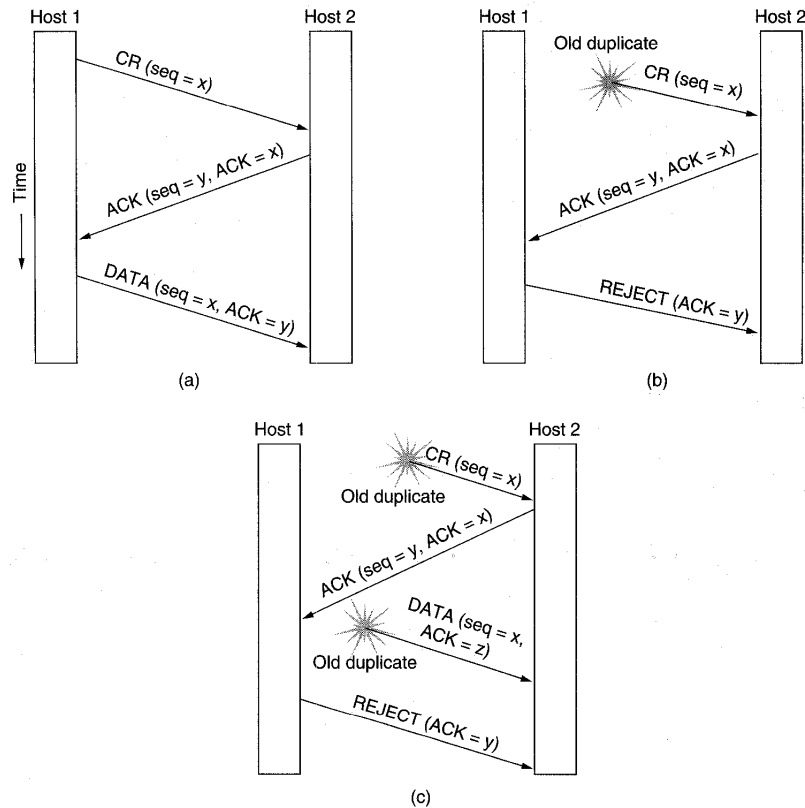 Host 1
Host 2
CR (seq = x)
ACK (seq = y, ACK = x)
DATA (seq = x, ACK = y)
Time
(a)
Host 1
Host 2
Old duplicate
CR (seq = x)
ACK (seq = y, ACK = x)
REJECT (ACK = y)
(b)
Host 1
Host 2
CR (seq = x)
Old duplicate
ACK (seq = y, ACK = x)
DATA (seq = x,
ACK = z)
Old duplicate
REJECT (ACK = y)
(c)